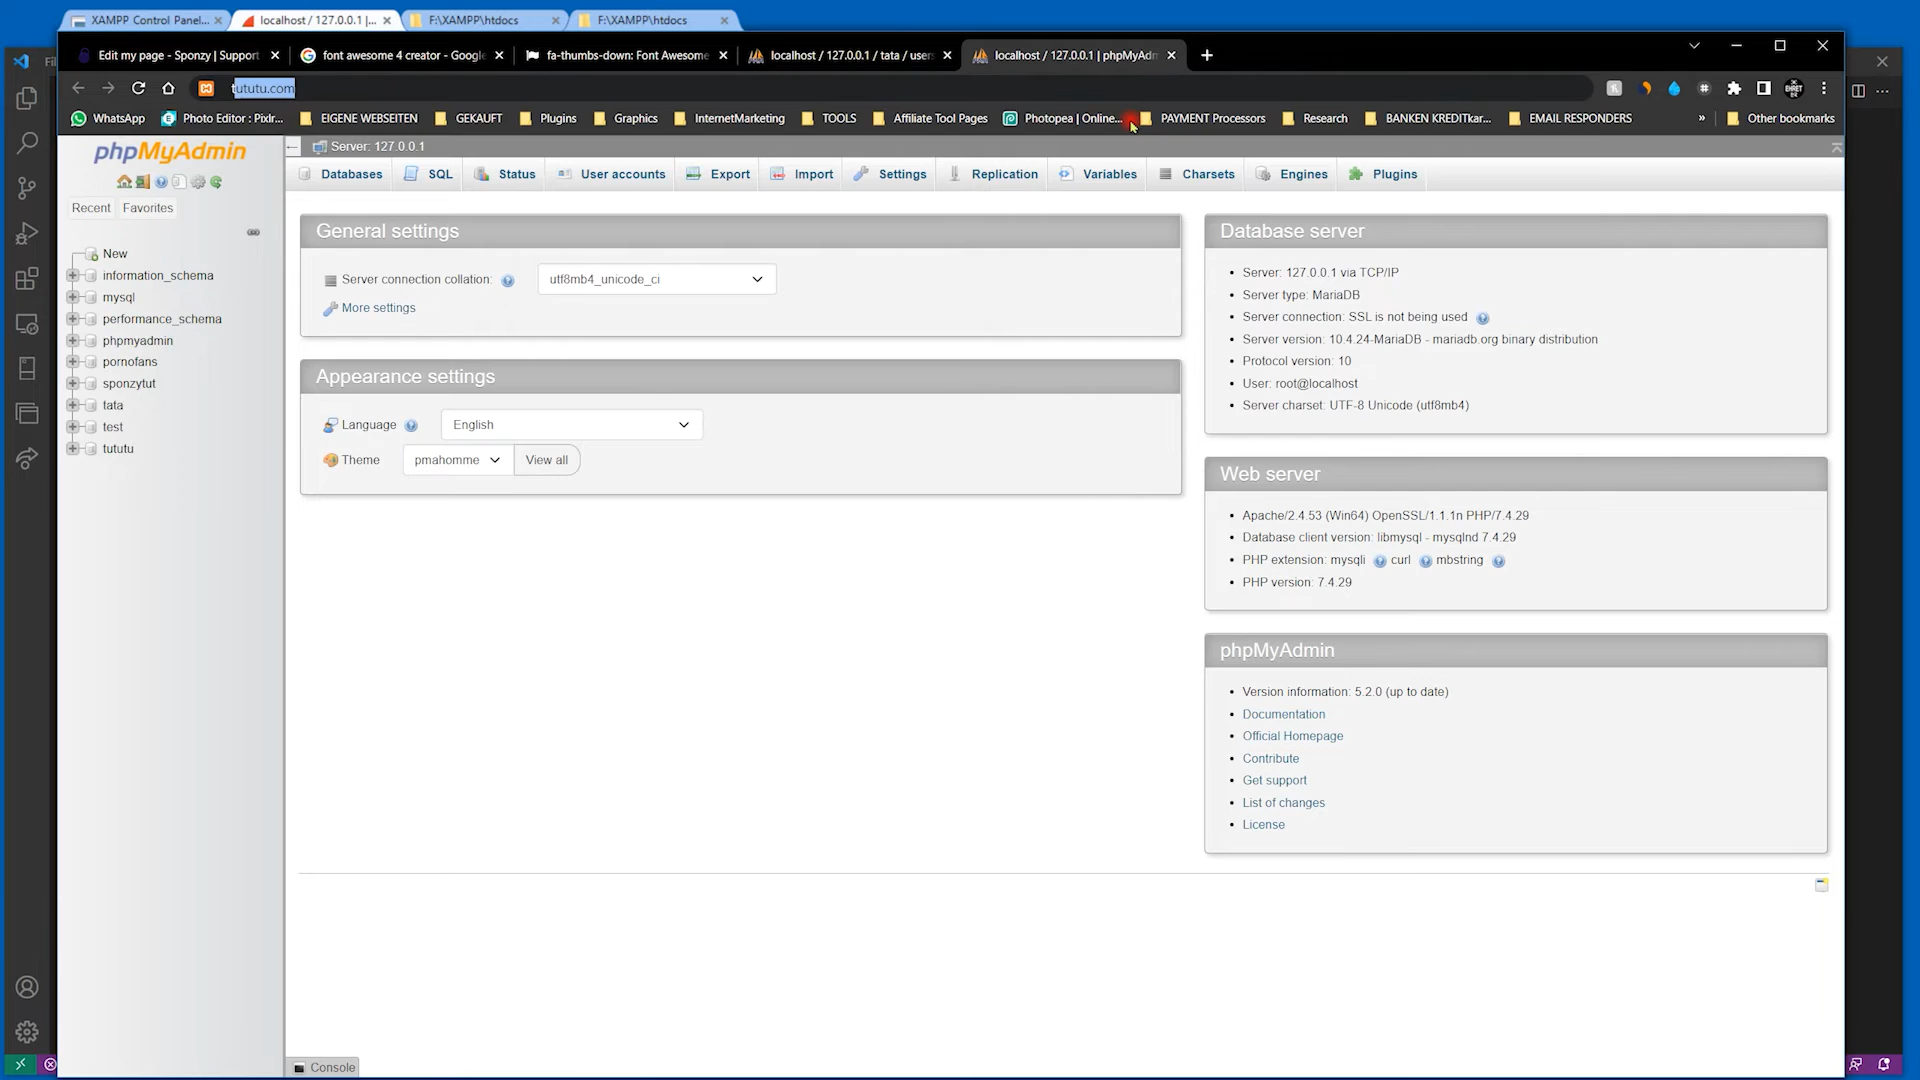 XAMPP Control Panel...
localhost / 127.0.0.1 |...
F:\XAMPP\htdocs
F:\XAMPP\htdocs
Edit my page - Sponzy | Support
font awesome 4 creator - Google
fa-thumbs-down: Font Awesome
localhost / 127.0.0.1 / tata / users
localhost / 127.0.0.1 | phpMyAdm
tututu.com
WhatsApp
Photo Editor : Pixlr...
EIGENE WEBSEITEN
GEKAUFT
Plugins
Graphics
InternetMarketing
TOOLS
Affiliate Tool Pages
Photopea | Online...
PAYMENT Processors
Research
BANKEN KREDITkar...
EMAIL RESPONDERS
»
Other bookmarks
phpMyAdmin
Server: 127.0.0.1
Databases
SQL
Status
User accounts
Export
Import
Settings
Replication
Variables
Charsets
Engines
Plugins
Recent
Favorites
New
information_schema
mysql
performance_schema
phpmyadmin
pornofans
sponzytut
tata
test
tututu
General settings
Server connection collation:
utf8mb4_unicode_ci
More settings
Appearance settings
Language
English
Theme
pmahomme
View all
Database server
• Server: 127.0.0.1 via TCP/IP
• Server type: MariaDB
• Server connection: SSL is not being used
• Server version: 10.4.24-MariaDB - mariadb.org binary distribution
• Protocol version: 10
• User: root@localhost
• Server charset: UTF-8 Unicode (utf8mb4)
Web server
• Apache/2.4.53 (Win64) OpenSSL/1.1.1n PHP/7.4.29
• Database client version: libmysql - mysqlnd 7.4.29
• PHP extension: mysqli curl mbstring
• PHP version: 7.4.29
phpMyAdmin
• Version information: 5.2.0 (up to date)
• Documentation
• Official Homepage
• Contribute
• Get support
• List of changes
• License
Console